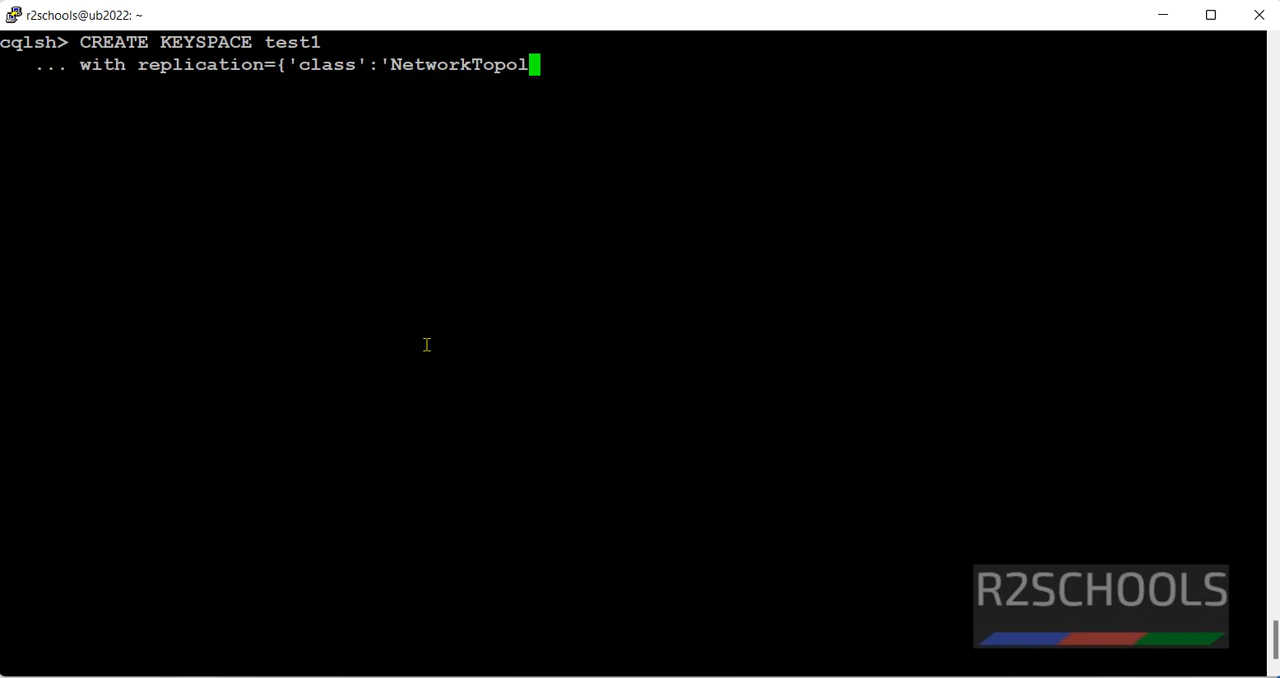 r2schools@ub2022: ~
cqlsh> CREATE KEYSPACE test1
... with replication={'class':'NetworkTopol
R2SCHOOLS